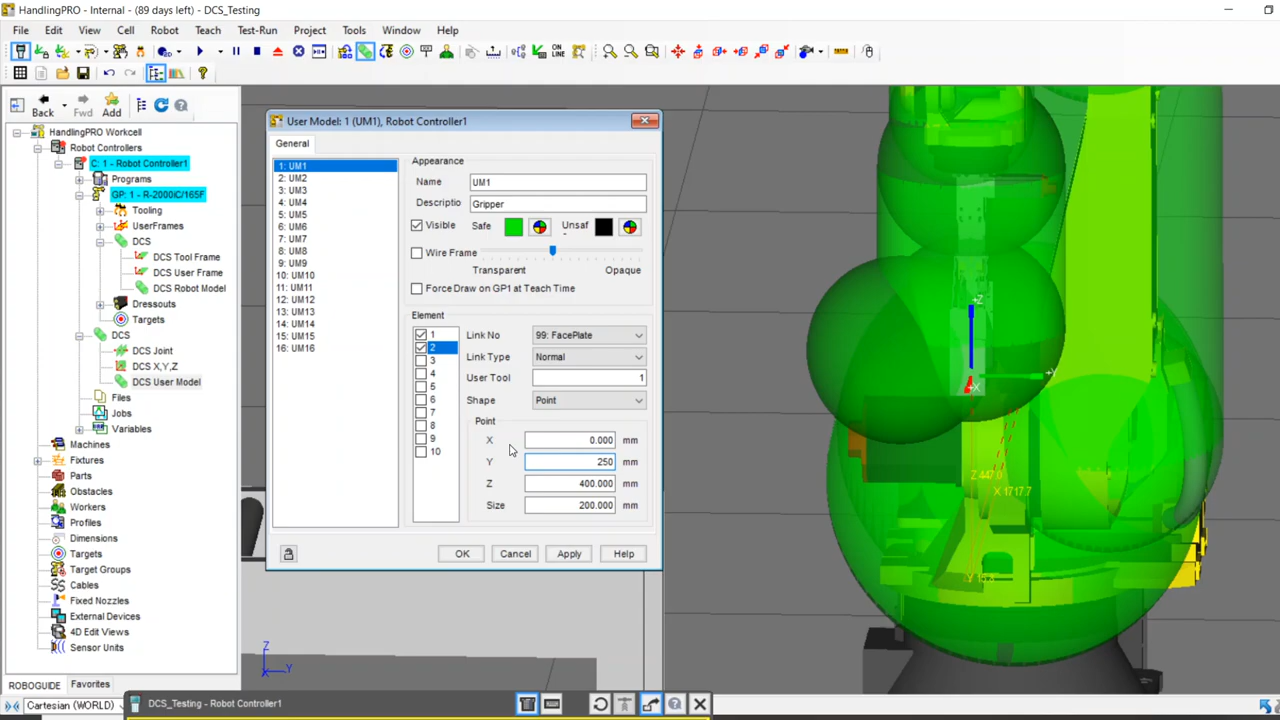 HandlingPRO - Internal - (89 days left) - DCS_Testing
File Edit View Cell Robot Teach Test-Run Project Tools Window Help
ON LINE
Back Fwd Add
HandlingPRO Workcell
Robot Controllers
C: 1 - Robot Controller1
Programs
GP: 1 - R-2000iC/165F
Tooling
UserFrames
DCS
DCS Tool Frame
DCS User Frame
DCS Robot Model
Dressouts
Targets
DCS
DCS Joint
DCS X,Y,Z
DCS User Model
Files
Jobs
Variables
Machines
Fixtures
Parts
Obstacles
Workers
Profiles
Dimensions
Targets
Target Groups
Cables
Fixed Nozzles
External Devices
4D Edit Views
Sensor Units
ROBOGUIDE Favorites
Cartesian (WORLD)
User Model: 1 (UM1), Robot Controller1
General
1: UM1
2: UM2
3: UM3
4: UM4
5: UM5
6: UM6
7: UM7
8: UM8
9: UM9
10: UM10
11: UM11
12: UM12
13: UM13
14: UM14
15: UM15
16: UM16
Appearance
Name UM1
Descriptio Gripper
Visible Safe Unsaf
Wire Frame
Transparent Opaque
Force Draw on GP1 at Teach Time
Element
1
2
3
4
5
6
7
8
9
10
Link No 99: FacePlate
Link Type Normal
User Tool 1
Shape Point
Point
X 0.000 mm
Y 250 mm
Z 400.000 mm
Size 200.000 mm
OK Cancel Apply Help
Z
Y
X
+Z
+Y
+X
Z 447.0
X 1717.7
DCS_Testing - Robot Controller1